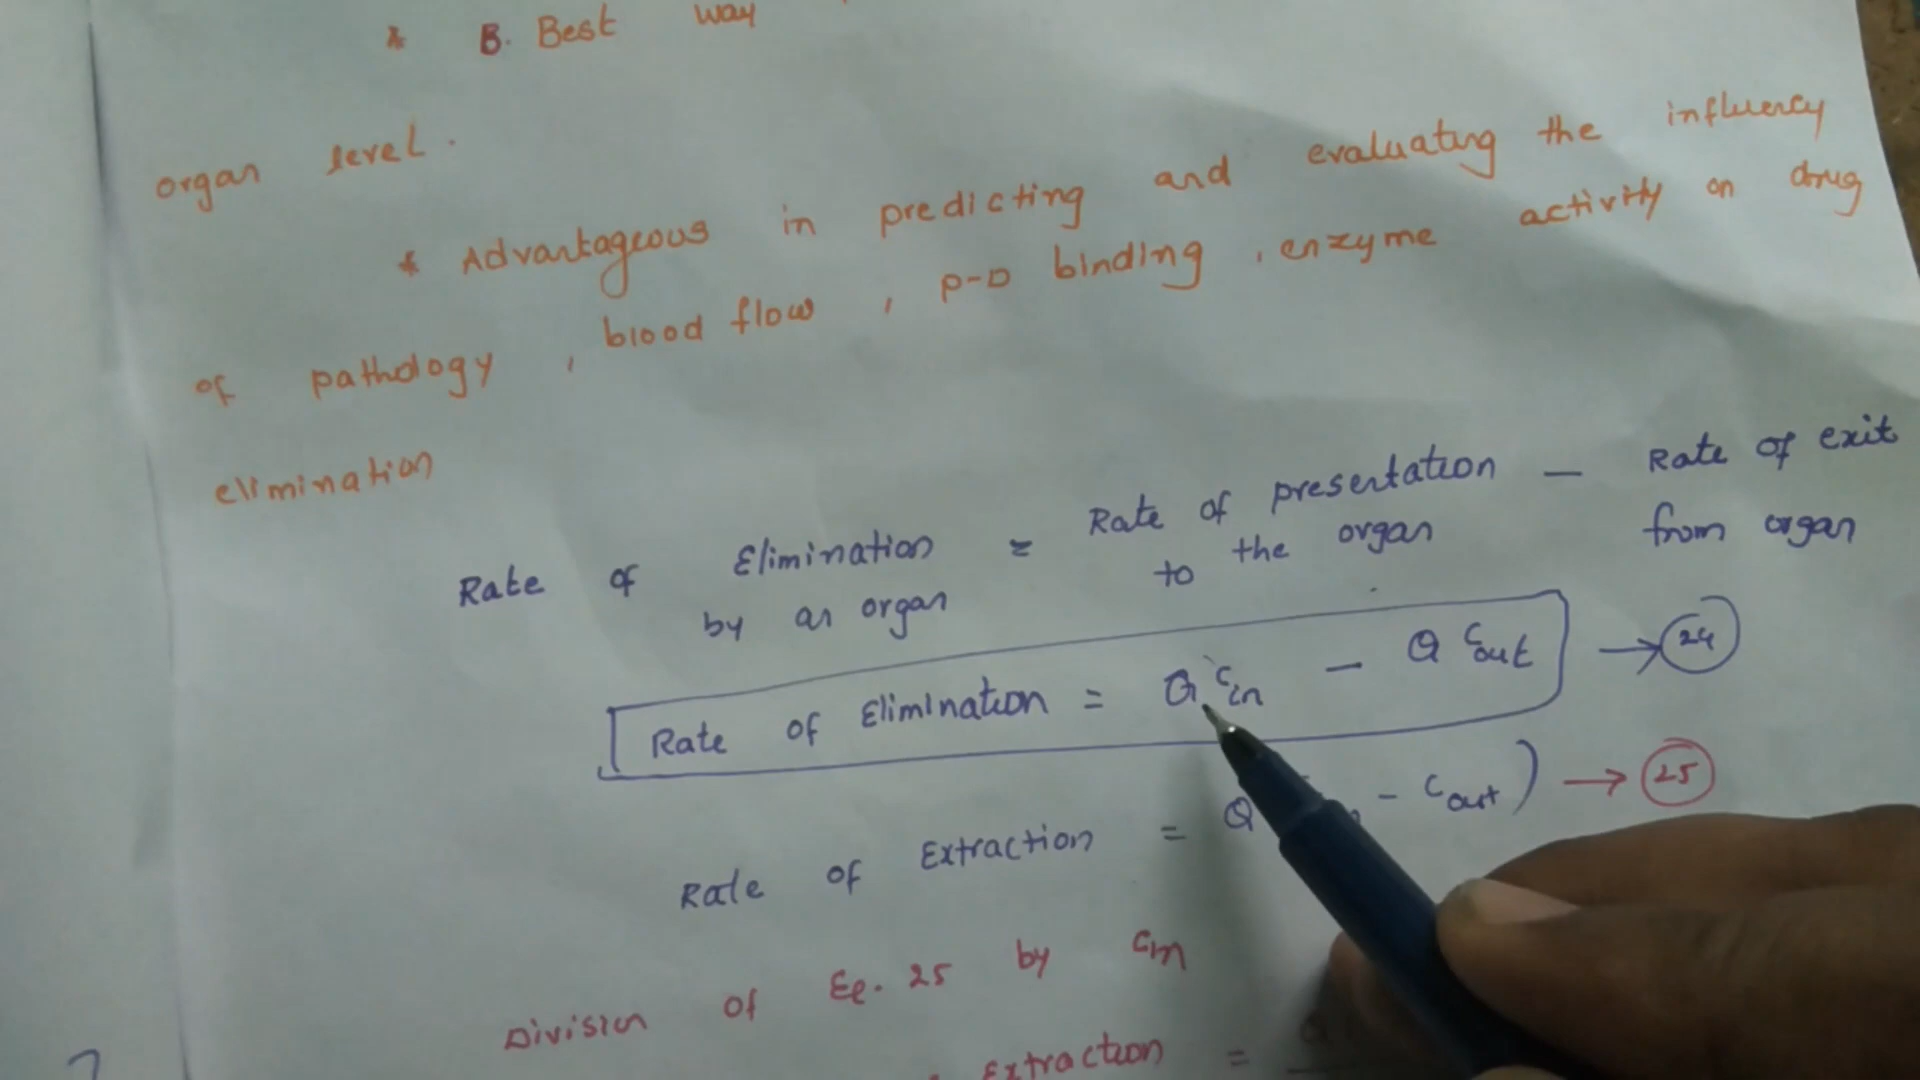 * B. Best way
organ level.
* Advantageous in predicting and evaluating the influency
of pathology, blood flow, P-D binding, enzyme activity on drug
elimination
Rate of Elimination = Rate of presentation - Rate of exit
by an organ to the organ from organ
Rate of Elimination = Q Cin - Q Cout → 24
Rate of Extraction = Q - Cout) → 25
Division of Eq. 25 by Cin
Extraction =